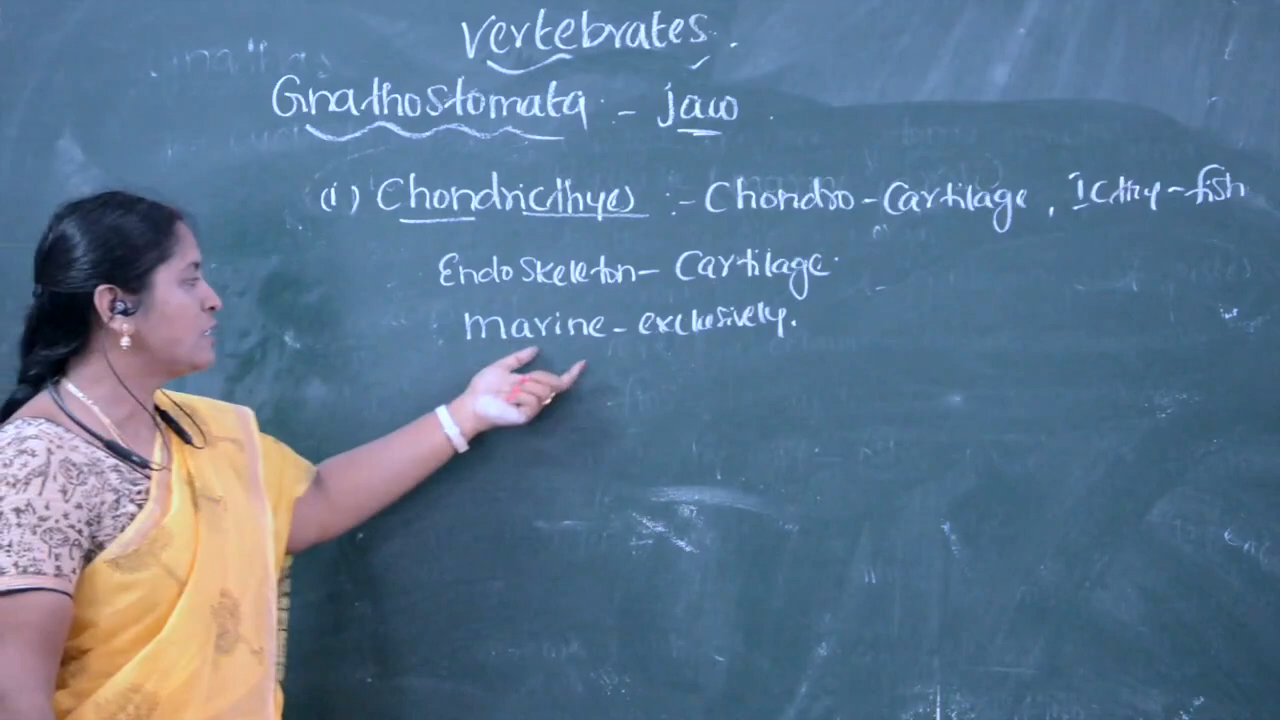 Vertebrates.
Gnathostomata :- jaw
(i) Chondricthyes :- Chondro - Cartilage, Icthy - fish
Endoskeleton - Cartilage.
Marine - exclusively.